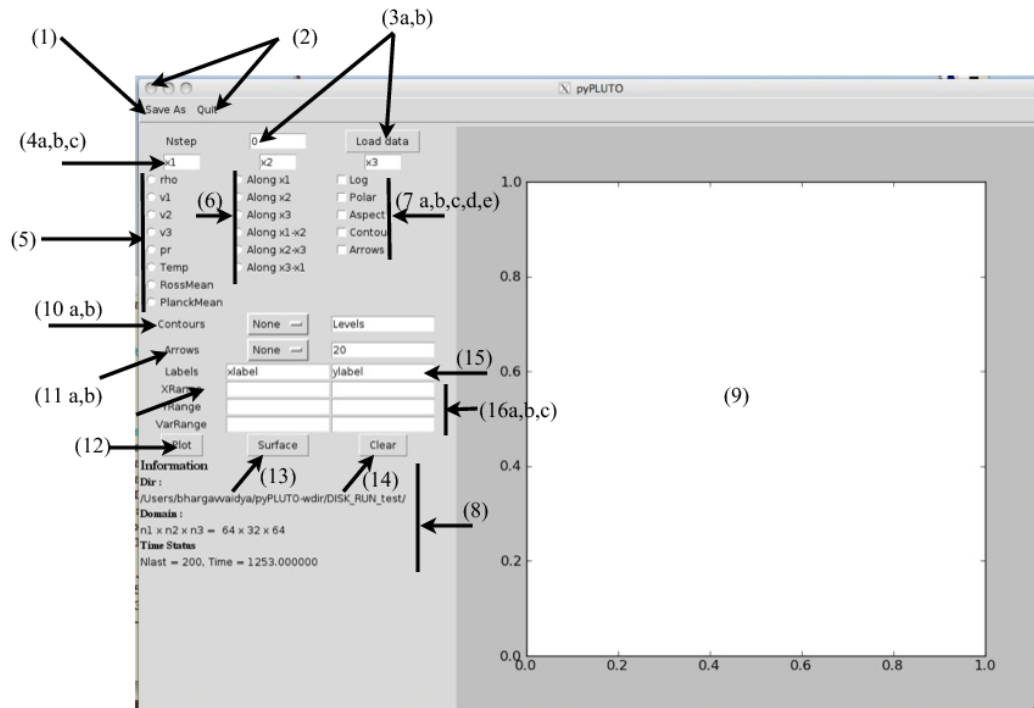 (1)
(2)
(3a,b)
pyPLUTO
Save As Quit
(4a,b,c)
Nstep 0 Load data
x1 x2 x3
rho Along x1 Log
v1 Along x2 Polar
(6)
(7 a,b,c,d,e)
v2 Along x3 Aspect
v3 Along x1-x2 Contour
(5)
pr Along x2-x3 Arrows
Temp Along x3-x1
RossMean
PlanckMean
(10 a,b)
Contours None Levels
Arrows None 20
(15)
Labels xlabel ylabel
(11 a,b)
XRange
YRange
(16a,b,c)
VarRange
(12)
Plot Surface Clear
Information
(13)
(14)
Dir :
/Users/bhargavvaidya/pyPLUTO-wdir/DISK_RUN_test/
(8)
Domain :
n1 x n2 x n3 = 64 x 32 x 64
Time Status
Nlast = 200, Time = 1253.000000
1.0
0.8
0.6
(9)
0.4
0.2
0.0
0.0 0.2 0.4 0.6 0.8 1.0